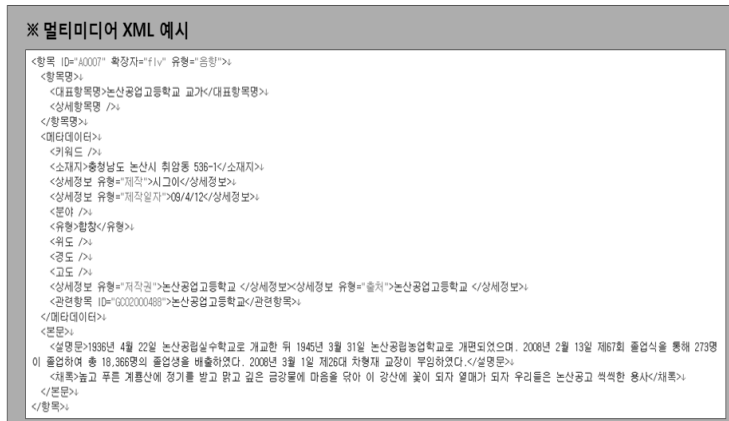 ※ 멀티미디어 XML 예시
<항목 ID="A0007" 확장자="flv" 유형="음향">↓
<항목명>↓
<대표항목명>논산공업고등학교 교가</대표항목명>↓
<상세항목명 />↓
</항목명>↓
<메타데이터>↓
<키워드 />↓
<소재지>충청남도 논산시 취암동 536-1</소재지>↓
<상세정보 유형="제작">시그이</상세정보>↓
<상세정보 유형="제작일자">09/4/12</상세정보>↓
<분야 />↓
<유형>합창</유형>↓
<위도 />↓
<경도 />↓
<고도 />↓
<상세정보 유형="저작권">논산공업고등학교 </상세정보><상세정보 유형="출처">논산공업고등학교 </상세정보>↓
<관련항목 ID="GC02000488">논산공업고등학교</관련항목>↓
</메타데이터>↓
<본문>↓
<설명문>1936년 4월 22일 논산공립실수학교로 개교한 뒤 1945년 3월 31일 논산공립농업학교로 개편되었으며, 2008년 2월 13일 제67회 졸업식을 통해 273명
이 졸업하여 총 18,366명의 졸업생을 배출하였다. 2008년 3월 1일 제26대 차형재 교장이 부임하였다.</설명문>↓
<채록>높고 푸른 계룡산에 정기를 받고 맑고 깊은 금강물에 마음을 닦아 이 강산에 꽃이 되자 열매가 되자 우리들은 논산공고 씩씩한 용사</채록>↓
</본문>↓
</항목>↓